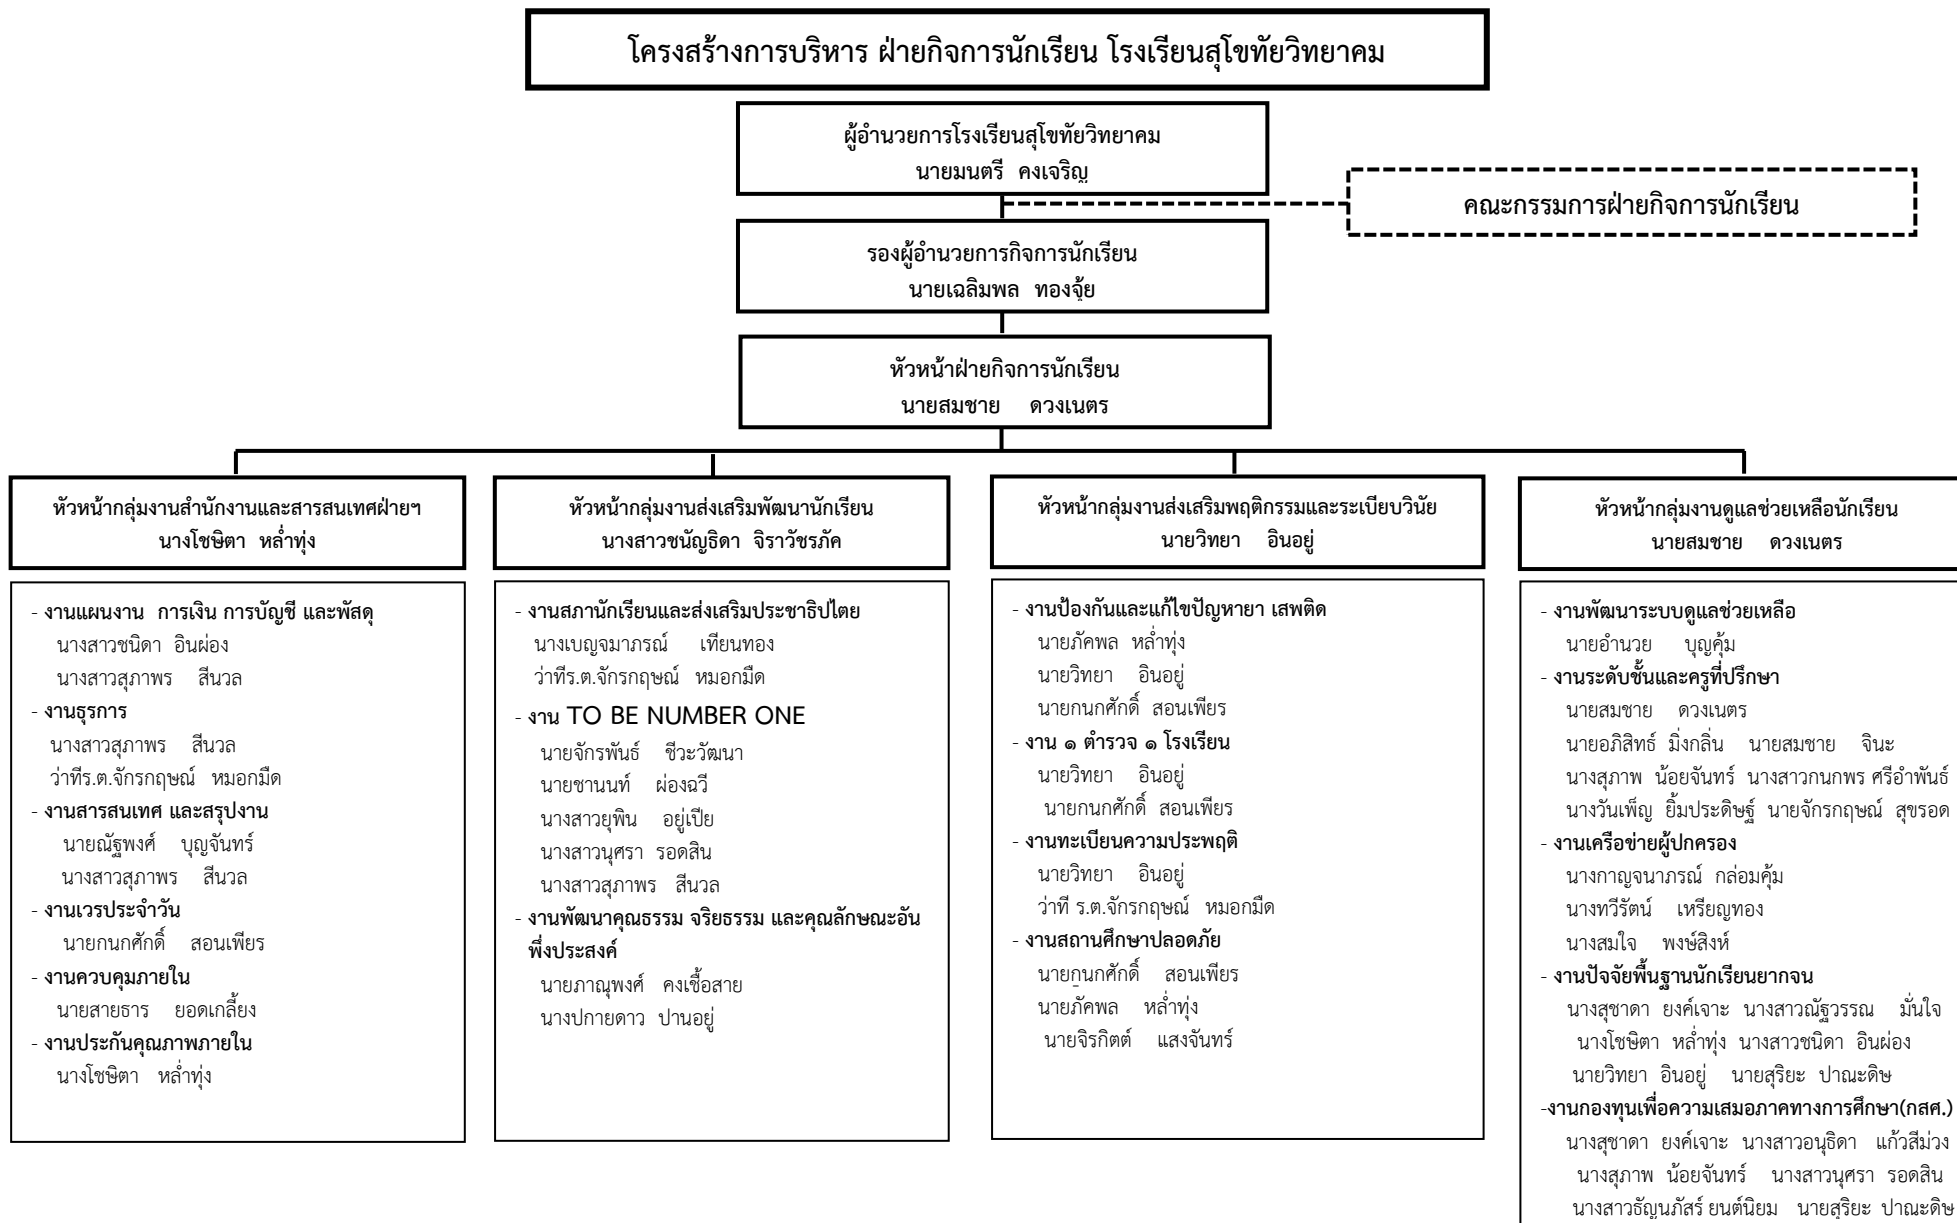 โครงสร้างการบริหาร ฝ่ายกิจการนักเรียน โรงเรียนสุโขทัยวิทยาคม
ผู้อำนวยการโรงเรียนสุโขทัยวิทยาคม
นายมนตรี คงเจริญ
คณะกรรมการฝ่ายกิจการนักเรียน
รองผู้อำนวยการกิจการนักเรียน
นายเฉลิมพล ทองจุ้ย
หัวหน้าฝ่ายกิจการนักเรียน
นายสมชาย ดวงเนตร
หัวหน้ากลุ่มงานสำนักงานและสารสนเทศฝ่ายฯ
นางโชษิตา หล่ำทุ่ง
- งานแผนงาน การเงิน การบัญชี และพัสดุ
นางสาวชนิดา อินผ่อง
นางสาวสุภาพร สีนวล
- งานธุรการ
นางสาวสุภาพร สีนวล
ว่าที่ร.ต.จักรกฤษณ์ หมอกมืด
- งานสารสนเทศ และสรุปงาน
นายณัฐพงศ์ บุญจันทร์
นางสาวสุภาพร สีนวล
- งานเวรประจำวัน
นายกนกศักดิ์ สอนเพียร
- งานควบคุมภายใน
นายสายธาร ยอดเกลี้ยง
- งานประกันคุณภาพภายใน
นางโชษิตา หล่ำทุ่ง
หัวหน้ากลุ่มงานส่งเสริมพัฒนานักเรียน
นางสาวชนัญธิดา จิราวัชรภัค
- งานสภานักเรียนและส่งเสริมประชาธิปไตย
นางเบญจมาภรณ์ เทียนทอง
ว่าที่ร.ต.จักรกฤษณ์ หมอกมืด
- งาน TO BE NUMBER ONE
นายจักรพันธ์ ชีวะวัฒนา
นายชานนท์ ผ่องฉวี
นางสาวยุพิน อยู่เปีย
นางสาวนุศรา รอดสิน
นางสาวสุภาพร สีนวล
- งานพัฒนาคุณธรรม จริยธรรม และคุณลักษณะอัน
พึ่งประสงค์
นายภาณุพงศ์ คงเชื้อสาย
นางปกายดาว ปานอยู่
หัวหน้ากลุ่มงานส่งเสริมพฤติกรรมและระเบียบวินัย
นายวิทยา อินอยู่
- งานป้องกันและแก้ไขปัญหายา เสพติด
นายภัคพล หล่ำทุ่ง
นายวิทยา อินอยู่
นายกนกศักดิ์ สอนเพียร
- งาน ๑ ตำรวจ ๑ โรงเรียน
นายวิทยา อินอยู่
นายกนกศักดิ์ สอนเพียร
- งานทะเบียนความประพฤติ
นายวิทยา อินอยู่
ว่าที่ ร.ต.จักรกฤษณ์ หมอกมืด
- งานสถานศึกษาปลอดภัย
นายกนกศักดิ์ สอนเพียร
นายภัคพล หล่ำทุ่ง
นายจิรกิตต์ แสงจันทร์
หัวหน้ากลุ่มงานดูแลช่วยเหลือนักเรียน
นายสมชาย ดวงเนตร
- งานพัฒนาระบบดูแลช่วยเหลือ
นายอำนวย บุญคุ้ม
- งานระดับชั้นและครูที่ปรึกษา
นายสมชาย ดวงเนตร
นายอภิสิทธ์ มิ่งกลิ่น นายสมชาย จินะ
นางสุภาพ น้อยจันทร์ นางสาวกนกพร ศรีอำพันธ์
นางวันเพ็ญ ยิ้มประดิษฐ์ นายจักรกฤษณ์ สุขรอด
- งานเครือข่ายผู้ปกครอง
นางกาญจนาภรณ์ กล่อมคุ้ม
นางทวีรัตน์ เหรียญทอง
นางสมใจ พงษ์สิงห์
- งานปัจจัยพื้นฐานนักเรียนยากจน
นางสุชาดา ยงค์เจาะ นางสาวณัฐวรรณ มั่นใจ
นางโชษิตา หล่ำทุ่ง นางสาวชนิดา อินผ่อง
นายวิทยา อินอยู่ นายสุริยะ ปาณะดิษ
-งานกองทุนเพื่อความเสมอภาคทางการศึกษา(กสศ.)
นางสุชาดา ยงค์เจาะ นางสาวอนุธิดา แก้วสีม่วง
นางสุภาพ น้อยจันทร์ นางสาวนุศรา รอดสิน
นางสาวธัญนภัสร์ ยนต์นิยม นายสุริยะ ปาณะดิษ